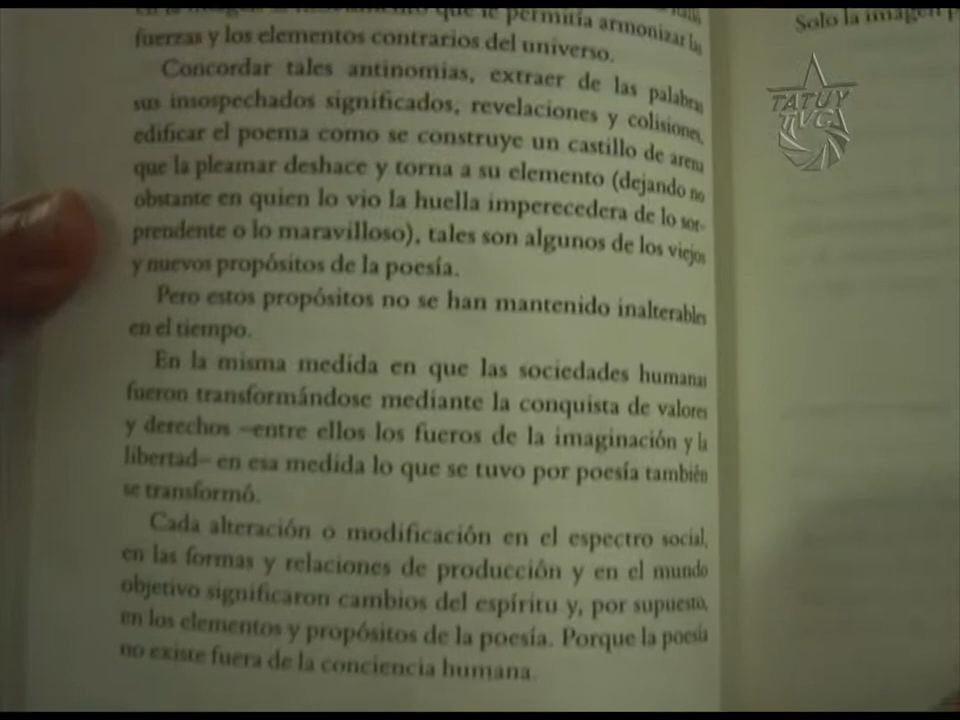 en la imagen que le permitía armonizar las
fuerzas y los elementos contrarios del universo.
Concordar tales antinomias, extraer de las palabras
sus insospechados significados, revelaciones y colisiones,
edificar el poema como se construye un castillo de arena
que la pleamar deshace y torna a su elemento (dejando no
obstante en quien lo vio la huella imperecedera de lo sor-
prendente o lo maravilloso), tales son algunos de los viejos
y nuevos propósitos de la poesía.
Pero estos propósitos no se han mantenido inalterables
en el tiempo.
En la misma medida en que las sociedades humanas
fueron transformándose mediante la conquista de valores
y derechos –entre ellos los fueros de la imaginación y la
libertad– en esa medida lo que se tuvo por poesía también
se transformó.
Cada alteración o modificación en el espectro social,
en las formas y relaciones de producción y en el mundo
objetivo significaron cambios del espíritu y, por supuesto,
en los elementos y propósitos de la poesía. Porque la poesía
no existe fuera de la conciencia humana.
Solo la imagen
TATUY
TVC